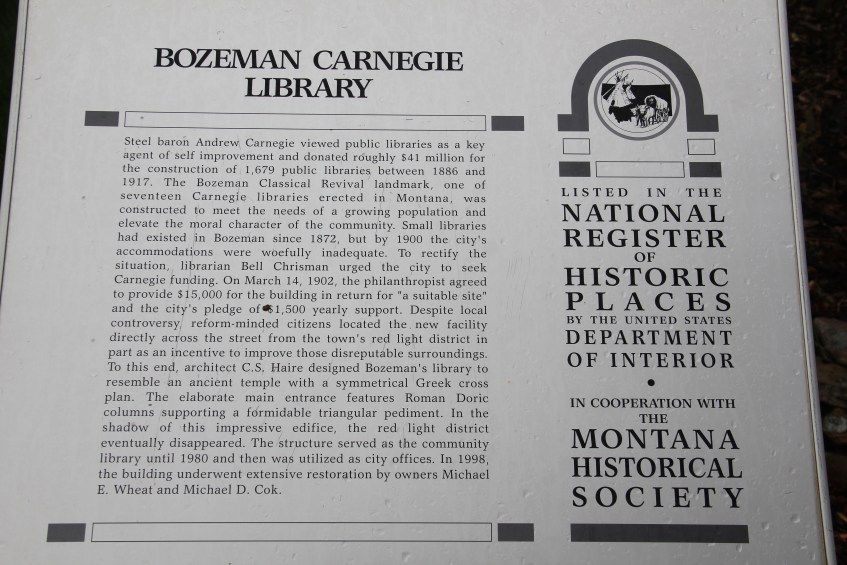 BOZEMAN CARNEGIE
LIBRARY
Steel baron Andrew Carnegie viewed public libraries as a key
agent of self improvement and donated roughly $41 million for
the construction of 1,679 public libraries between 1886 and
1917. The Bozeman Classical Revival landmark, one of
seventeen Carnegie libraries erected in Montana, was
constructed to meet the needs of a growing population and
elevate the moral character of the community. Small libraries
had existed in Bozeman since 1872, but by 1900 the city's
accommodations were woefully inadequate. To rectify the
situation, librarian Bell Chrisman urged the city to seek
Carnegie funding. On March 14, 1902, the philanthropist agreed
to provide $15,000 for the building in return for "a suitable site"
and the city's pledge of $1,500 yearly support. Despite local
controversy, reform-minded citizens located the new facility
directly across the street from the town's red light district in
part as an incentive to improve those disreputable surroundings.
To this end, architect C.S. Haire designed Bozeman's library to
resemble an ancient temple with a symmetrical Greek cross
plan. The elaborate main entrance features Roman Doric
columns supporting a formidable triangular pediment. In the
shadow of this impressive edifice, the red light district
eventually disappeared. The structure served as the community
library until 1980 and then was utilized as city offices. In 1998,
the building underwent extensive restoration by owners Michael
E. Wheat and Michael D. Cok.
LISTED IN THE
NATIONAL
REGISTER
OF
HISTORIC
PLACES
BY THE UNITED STATES
DEPARTMENT
OF INTERIOR
IN COOPERATION WITH
THE
MONTANA
HISTORICAL
SOCIETY